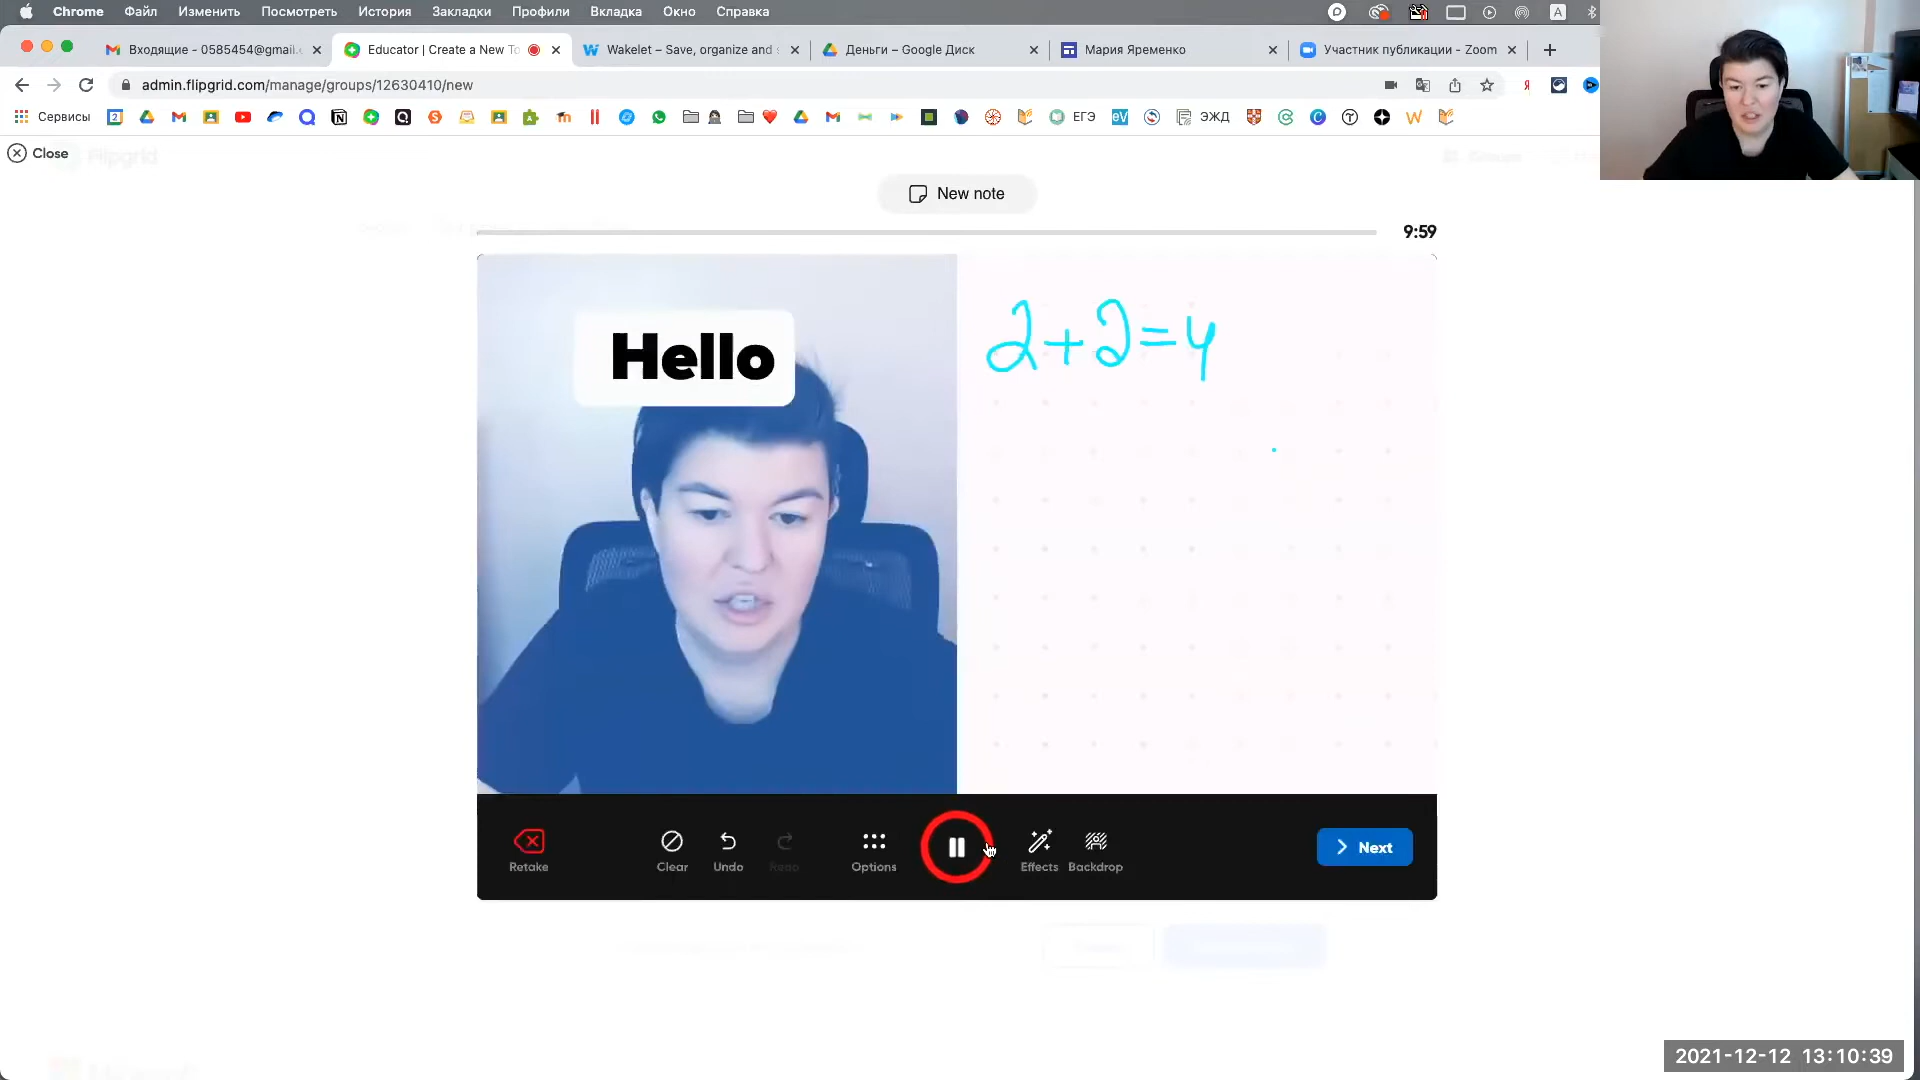 Chrome Файл Изменить Посмотреть История Закладки Профили Вкладка Окно Справка A
Входящие - 0585454@gmail.c Educator | Create a New To Wakelet – Save, organize and s Деньги – Google Диск Мария Яременко Участник публикации - Zoom
admin.flipgrid.com/manage/groups/12630410/new
Сервисы ЕГЭ eV ЭЖД
Close Flipgrid
New note
9:59
Hello
2+2=4
Retake Clear Undo Redo Options Effects Backdrop Next
2021-12-12 13:10:39